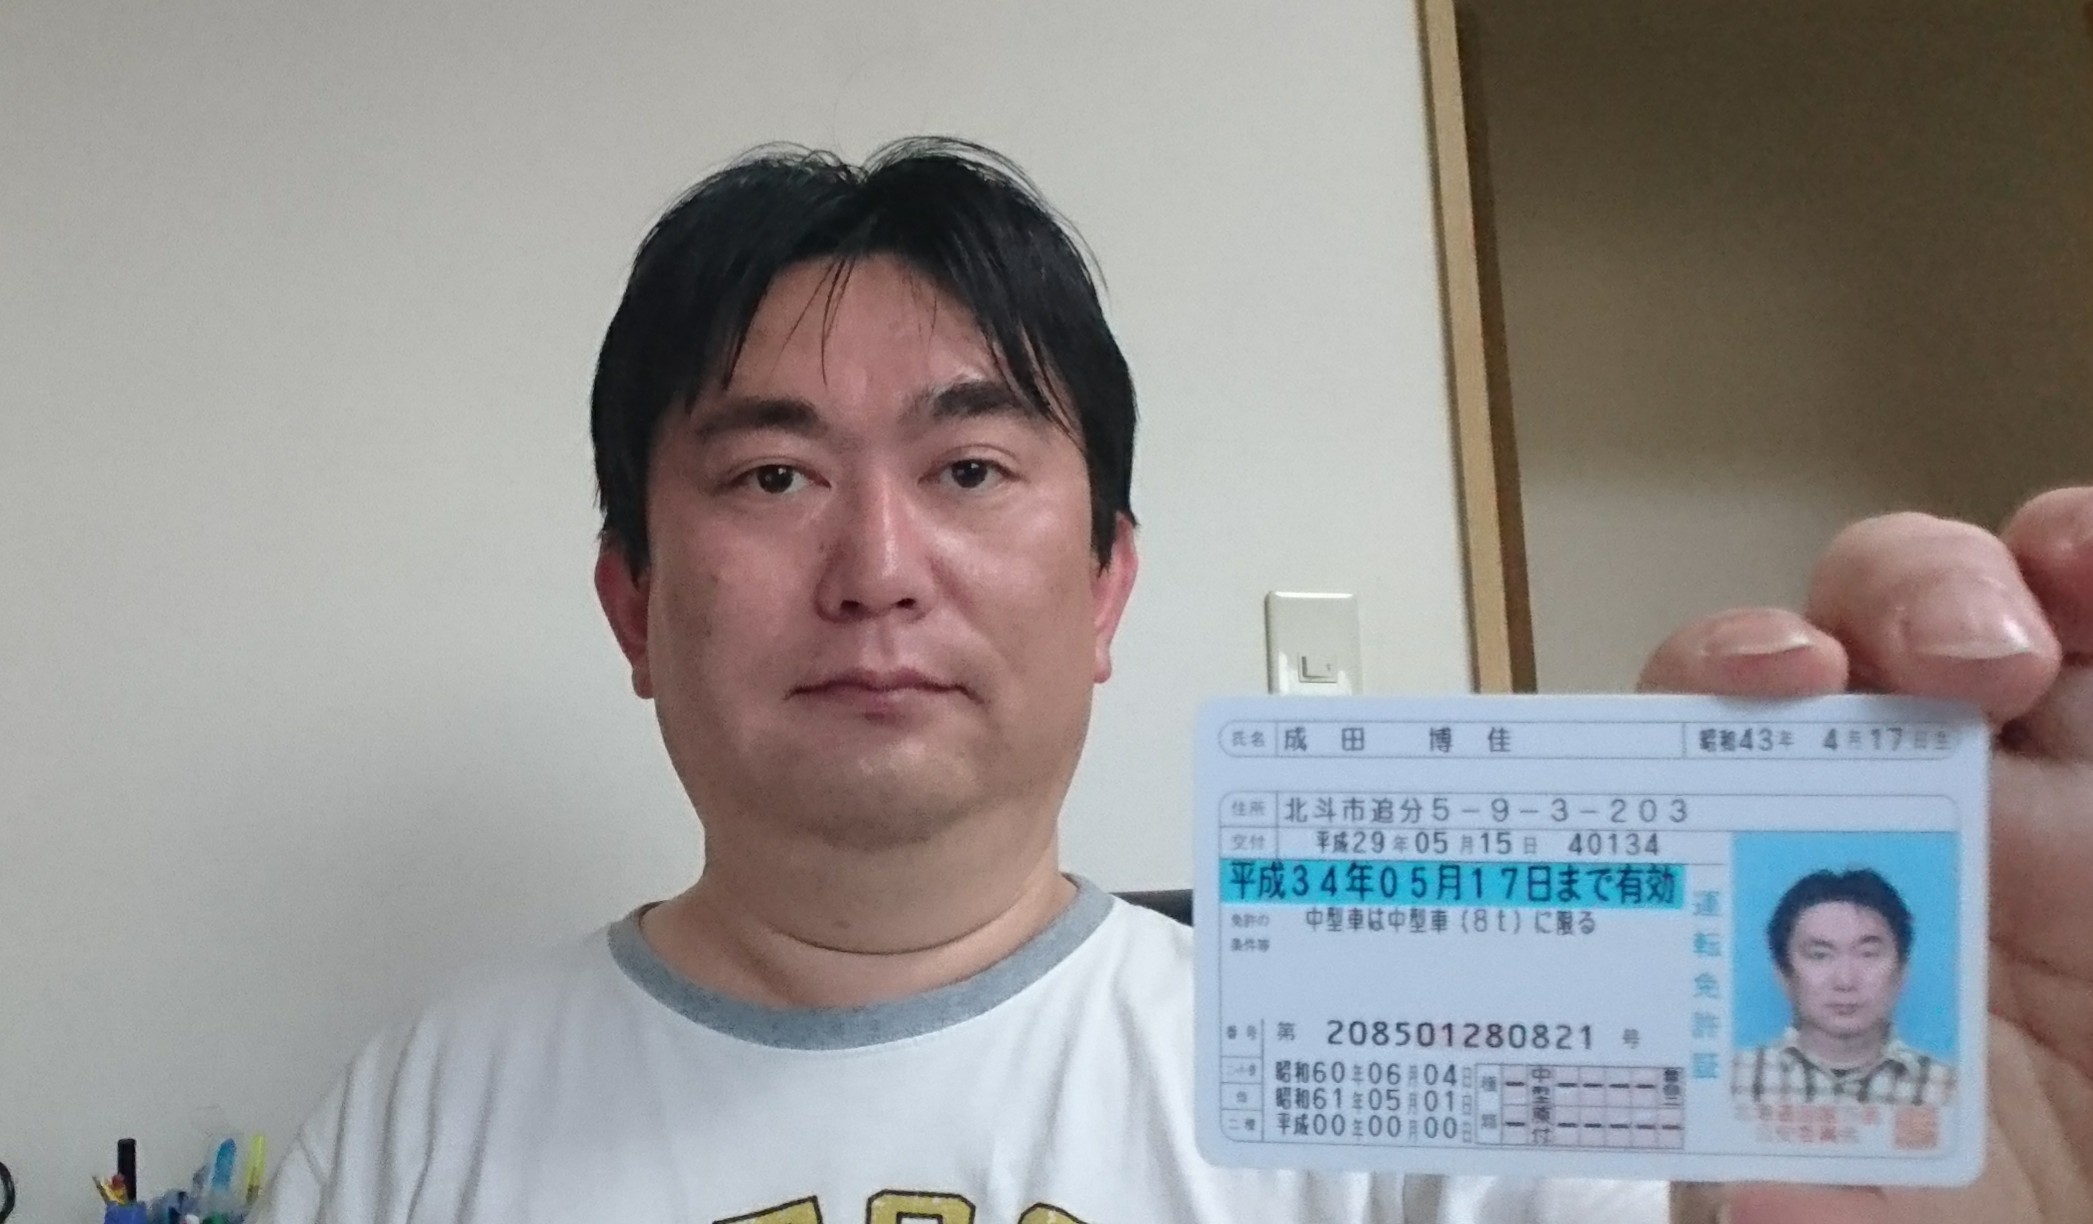 氏名 成田 博佳 昭和43年 4月17日生
住所 北斗市追分5-9-3-203
交付 平成29年05月15日 40134
平成34年05月17日まで有効
免許の
条件等
中型車は中型車(8t)に限る
運転免許証
番号 第 208501280821 号
二・小・原 昭和60年06月04日
他 昭和61年05月01日
二種 平成00年00月00日
種類
中型
原付
公安委員会